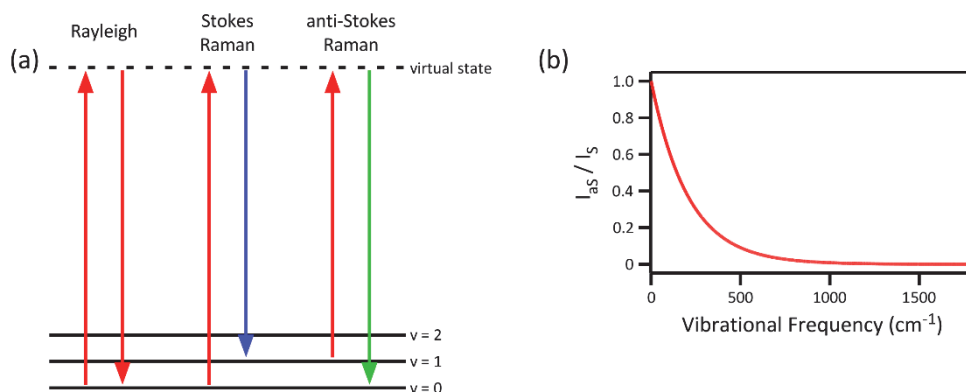 (a)
Rayleigh
Stokes
Raman
anti-Stokes
Raman
virtual state
v = 2
v = 1
v = 0
(b)
1.0
0.8
0.6
0.4
0.2
0
I_as / I_S
0
500
1000
1500
Vibrational Frequency (cm⁻¹)